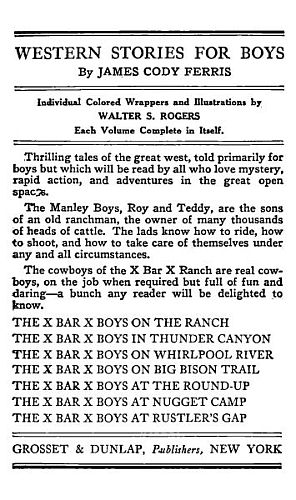 WESTERN STORIES FOR BOYS
By JAMES CODY FERRIS
Individual Colored Wrappers and Illustrations by
WALTER S. ROGERS
Each Volume Complete in Itself.
Thrilling tales of the great west, told primarily for
boys but which will be read by all who love mystery,
rapid action, and adventures in the great open
spaces.
The Manley Boys, Roy and Teddy, are the sons
of an old ranchman, the owner of many thousands
of heads of cattle. The lads know how to ride, how
to shoot, and how to take care of themselves under
any and all circumstances.
The cowboys of the X Bar X Ranch are real cow-
boys, on the job when required but full of fun and
daring—a bunch any reader will be delighted to
know.
THE X BAR X BOYS ON THE RANCH
THE X BAR X BOYS IN THUNDER CANYON
THE X BAR X BOYS ON WHIRLPOOL RIVER
THE X BAR X BOYS ON BIG BISON TRAIL
THE X BAR X BOYS AT THE ROUND-UP
THE X BAR X BOYS AT NUGGET CAMP
THE X BAR X BOYS AT RUSTLER'S GAP
GROSSET & DUNLAP, Publishers, NEW YORK